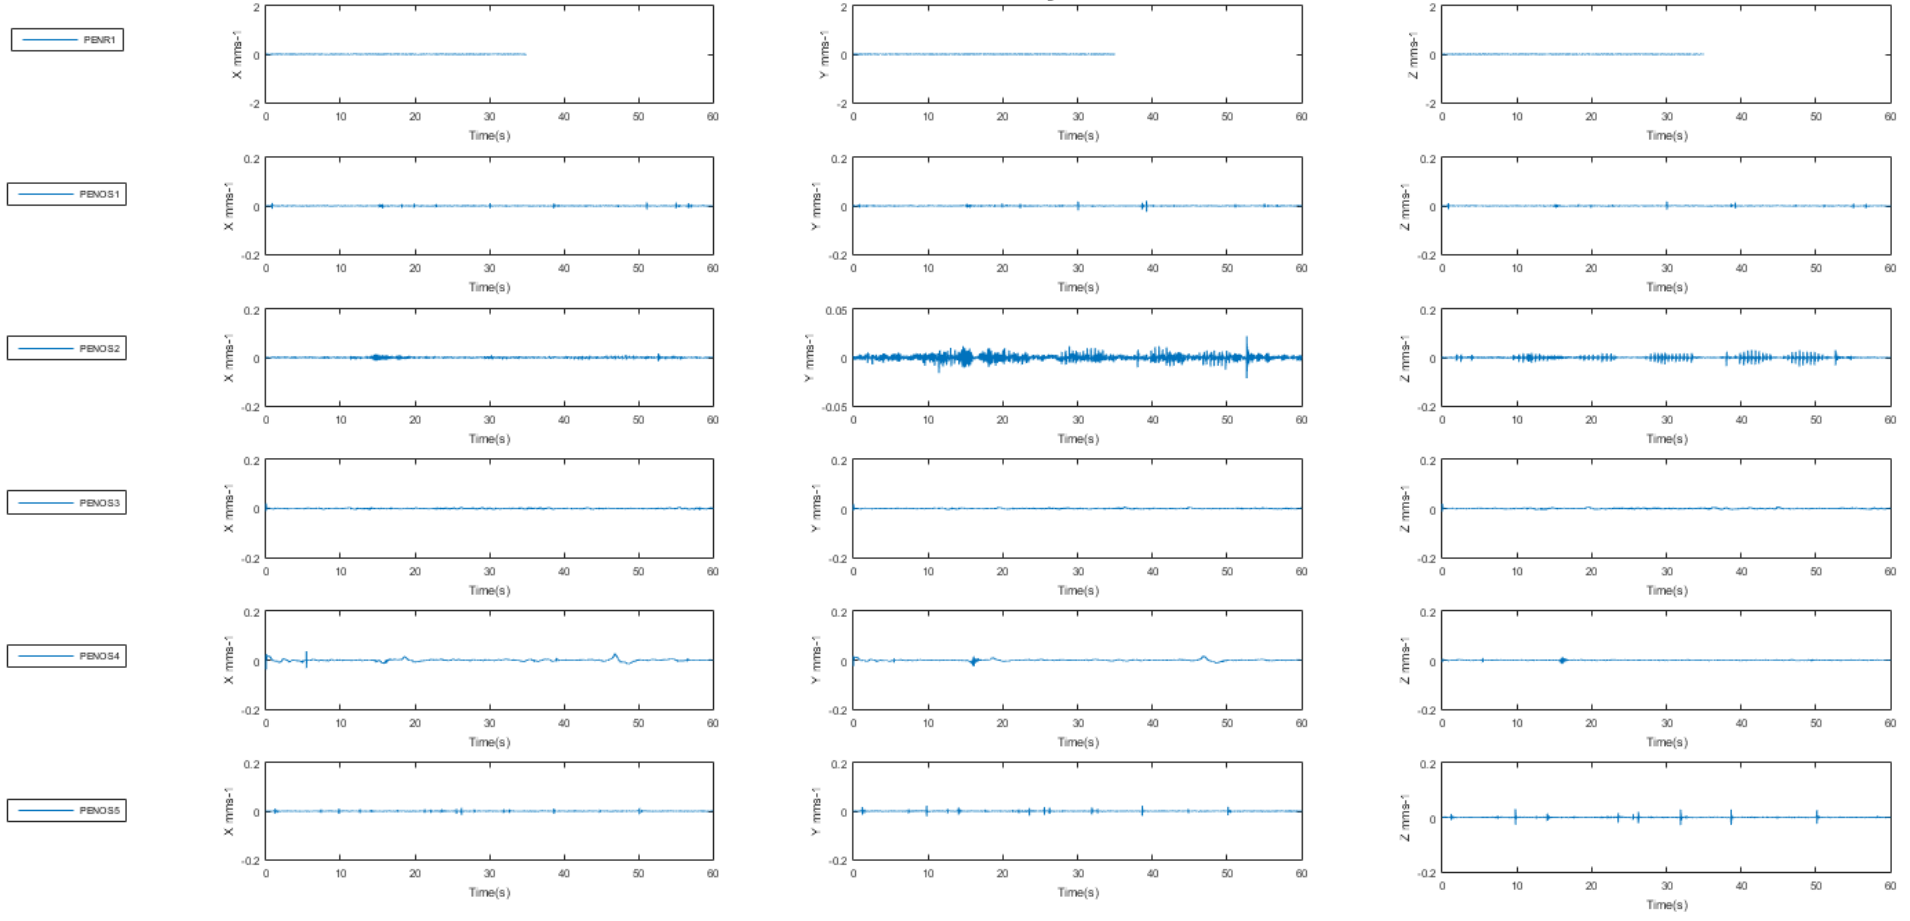 PENR1
2 2 2
X mms-1 0 Y mms-1 0 Z mms-1 0
-2 -2 -2
0 10 20 30 40 50 60 0 10 20 30 40 50 60 0 10 20 30 40 50 60
Time(s) Time(s) Time(s)
PENOS1
0.2 0.2 0.2
X mms-1 0 Y mms-1 0 Z mms-1 0
-0.2 -0.2 -0.2
0 10 20 30 40 50 60 0 10 20 30 40 50 60 0 10 20 30 40 50 60
Time(s) Time(s) Time(s)
PENOS2
0.2 0.05 0.2
X mms-1 0 Y mms-1 0 Z mms-1 0
-0.2 -0.05 -0.2
0 10 20 30 40 50 60 0 10 20 30 40 50 60 0 10 20 30 40 50 60
Time(s) Time(s) Time(s)
PENOS3
0.2 0.2 0.2
X mms-1 0 Y mms-1 0 Z mms-1 0
-0.2 -0.2 -0.2
0 10 20 30 40 50 60 0 10 20 30 40 50 60 0 10 20 30 40 50 60
Time(s) Time(s) Time(s)
PENOS4
0.2 0.2 0.2
X mms-1 0 Y mms-1 0 Z mms-1 0
-0.2 -0.2 -0.2
0 10 20 30 40 50 60 0 10 20 30 40 50 60 0 10 20 30 40 50 60
Time(s) Time(s) Time(s)
PENOS5
0.2 0.2 0.2
X mms-1 0 Y mms-1 0 Z mms-1 0
-0.2 -0.2 -0.2
0 10 20 30 40 50 60 0 10 20 30 40 50 60 0 10 20 30 40 50 60
Time(s) Time(s) Time(s)